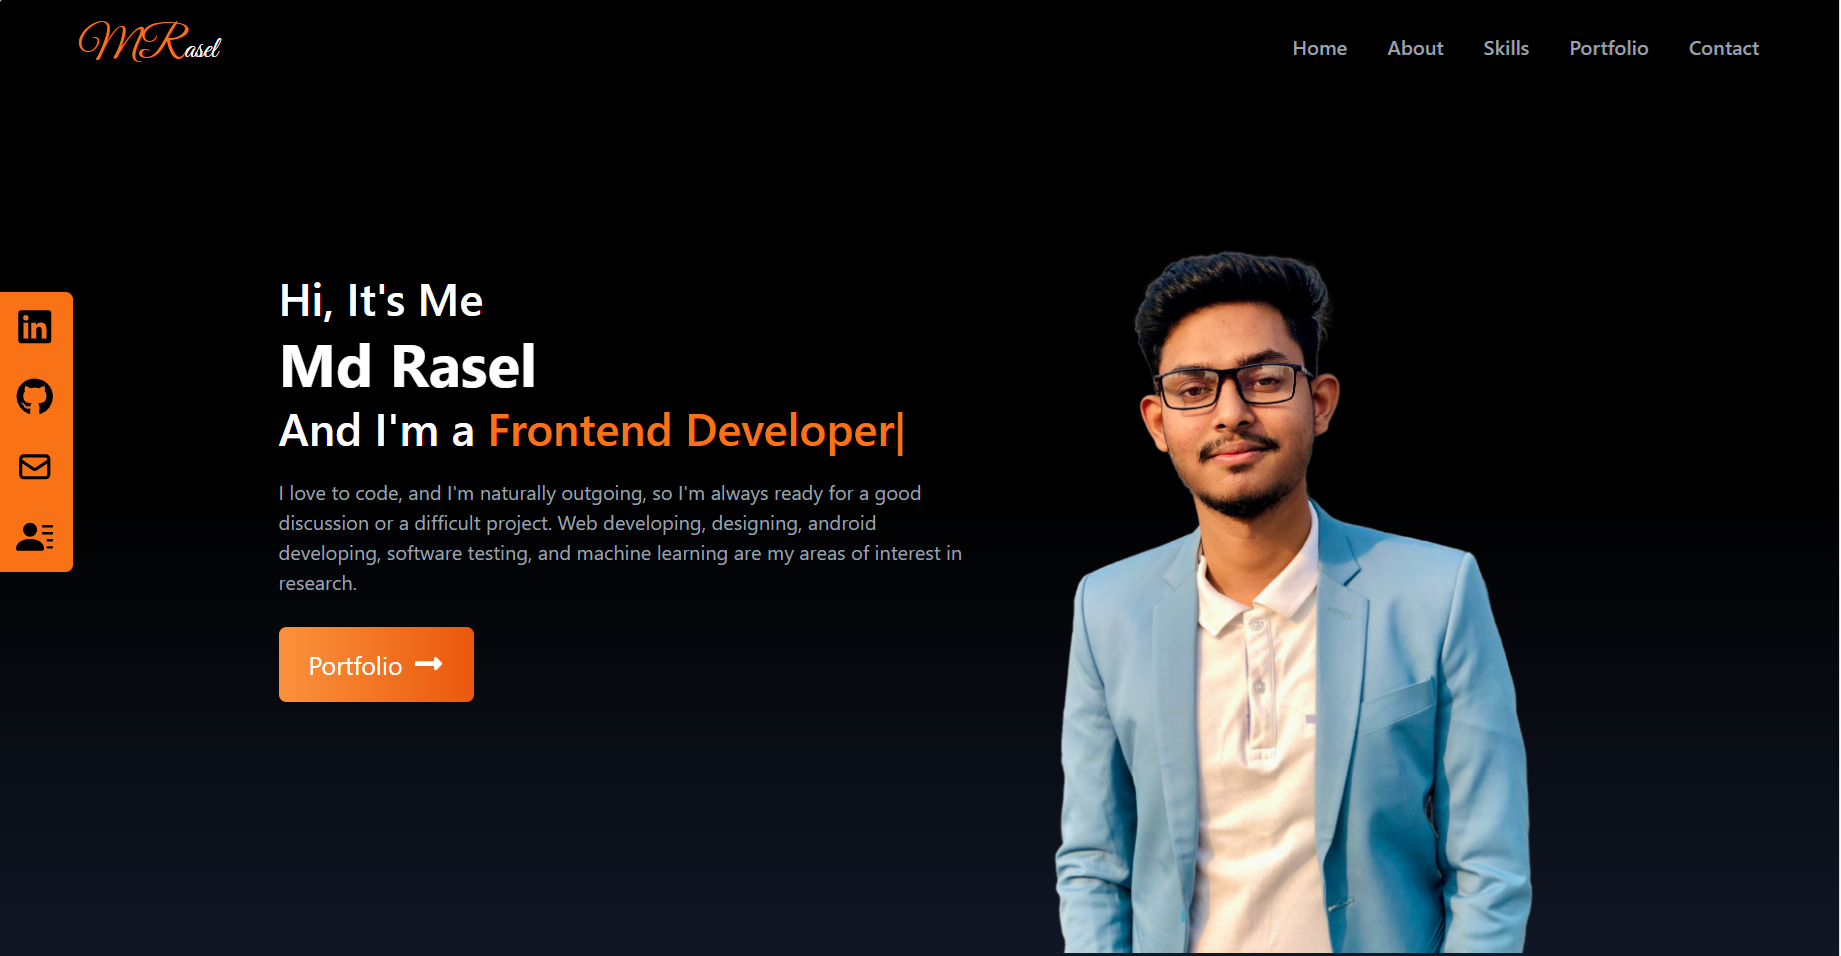 MRasel
Home About Skills Portfolio Contact
Hi, It's Me
Md Rasel
And I'm a Frontend Developer|
I love to code, and I'm naturally outgoing, so I'm always ready for a good
discussion or a difficult project. Web developing, designing, android
developing, software testing, and machine learning are my areas of interest in
research.
Portfolio
in